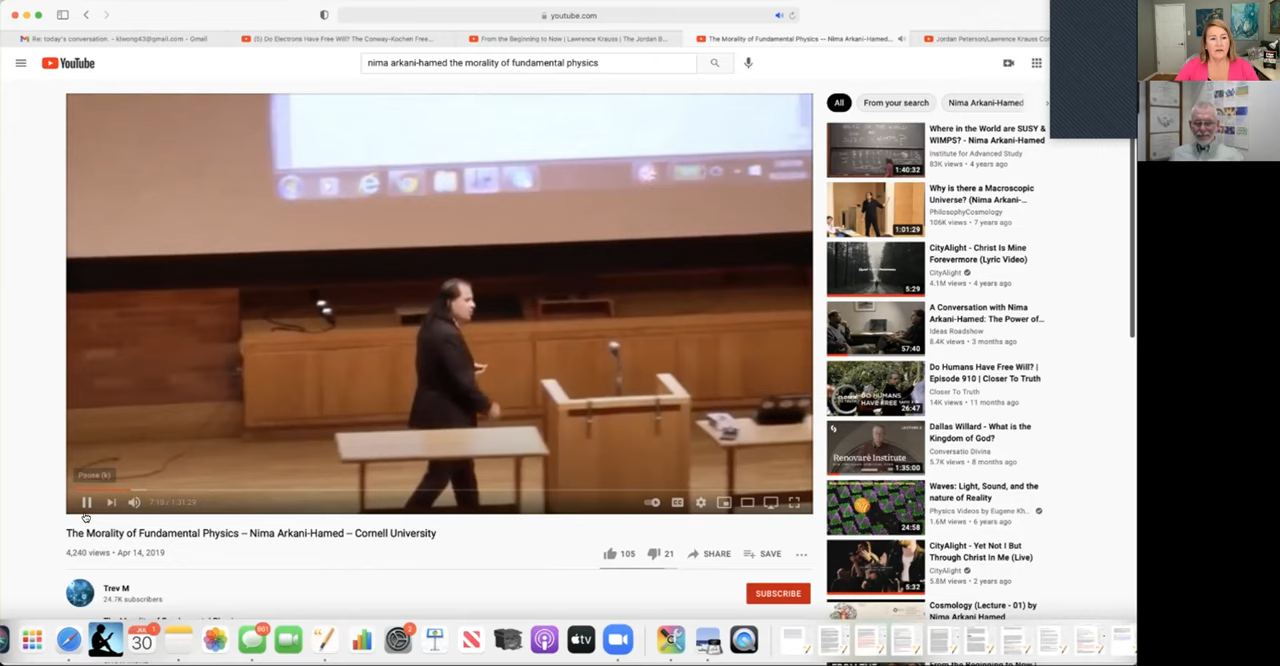 youtube.com
Re: today's conversation. - klwong43@gmail.com - Gmail
(5) Do Electrons Have Free Will? The Conway-Kochen Free...
From the Beginning to Now | Lawrence Krauss | The Jordan B...
The Morality of Fundamental Physics -- Nima Arkani-Hamed...
Jordan Peterson/Lawrence Krauss Con
YouTube
nima arkani-hamed the morality of fundamental physics
All
From your search
Nima Arkani-Hamed
Where in the World are SUSY &
WIMPS? - Nima Arkani-Hamed
Institute for Advanced Study
83K views • 4 years ago
1:40:32
Why is there a Macroscopic
Universe? (Nima Arkani-...
PhilosophyCosmology
106K views • 7 years ago
1:01:29
CityAlight - Christ Is Mine
Forevermore (Lyric Video)
CityAlight
4.1M views • 4 years ago
5:29
A Conversation with Nima
Arkani-Hamed: The Power of...
Ideas Roadshow
8.4K views • 3 months ago
57:40
Do Humans Have Free Will? |
Episode 910 | Closer To Truth
Closer To Truth
14K views • 11 months ago
26:47
Dallas Willard - What is the
Kingdom of God?
Conversatio Divina
5.7K views • 8 months ago
Renovaré Institute
1:35:00
Waves: Light, Sound, and the
nature of Reality
Physics Videos by Eugene Kh...
1.6M views • 6 years ago
24:58
CityAlight - Yet Not I But
Through Christ In Me (Live)
CityAlight
5.8M views • 2 years ago
5:32
Cosmology (Lecture - 01) by
Nima Arkani-Hamed
Pause (k)
7:19 / 1:31:29
The Morality of Fundamental Physics -- Nima Arkani-Hamed -- Cornell University
4,240 views • Apr 14, 2019
105
21
SHARE
SAVE
Trev M
24.7K subscribers
SUBSCRIBE
JUL
30
tv